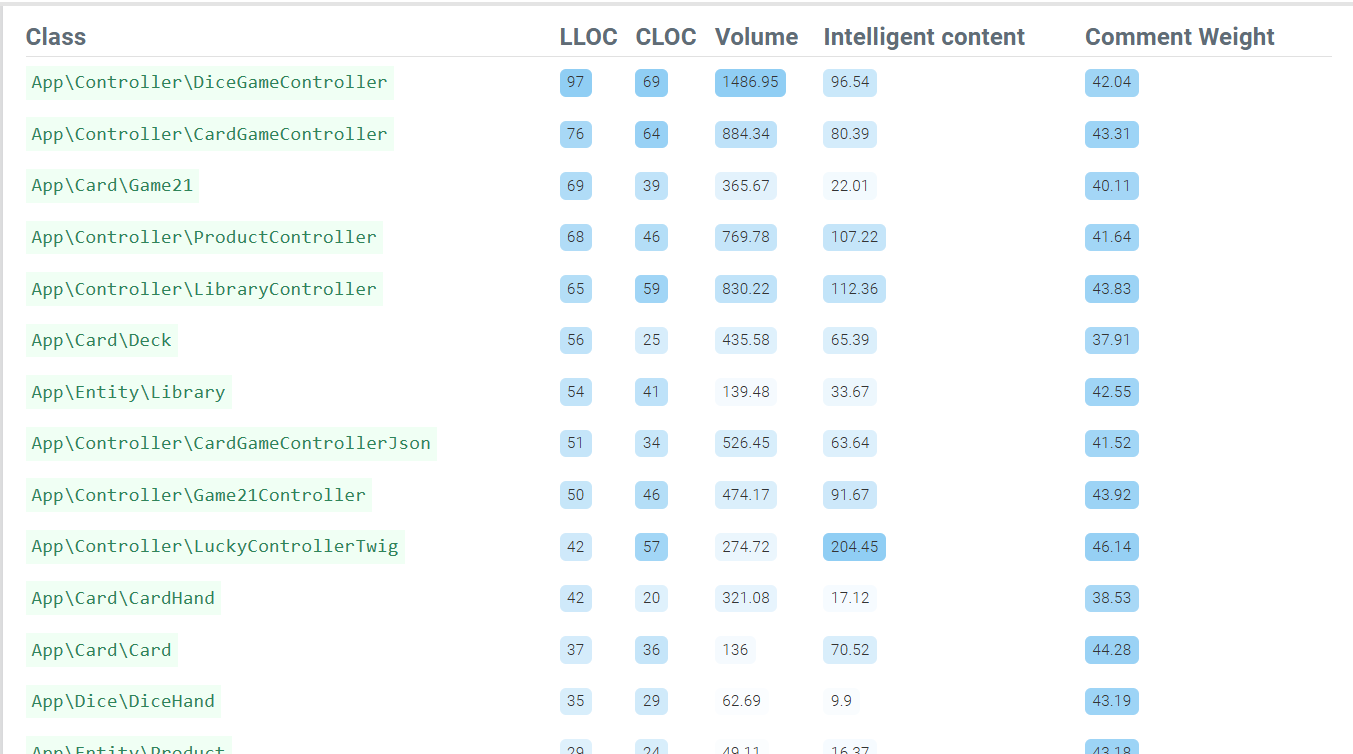 Class LLOC CLOC Volume Intelligent content Comment Weight
App\Controller\DiceGameController 97 69 1486.95 96.54 42.04
App\Controller\CardGameController 76 64 884.34 80.39 43.31
App\Card\Game21 69 39 365.67 22.01 40.11
App\Controller\ProductController 68 46 769.78 107.22 41.64
App\Controller\LibraryController 65 59 830.22 112.36 43.83
App\Card\Deck 56 25 435.58 65.39 37.91
App\Entity\Library 54 41 139.48 33.67 42.55
App\Controller\CardGameControllerJson 51 34 526.45 63.64 41.52
App\Controller\Game21Controller 50 46 474.17 91.67 43.92
App\Controller\LuckyControllerTwig 42 57 274.72 204.45 46.14
App\Card\CardHand 42 20 321.08 17.12 38.53
App\Card\Card 37 36 136 70.52 44.28
App\Dice\DiceHand 35 29 62.69 9.9 43.19
App\Entity\Product 29 24 49.11 16.37 43.18